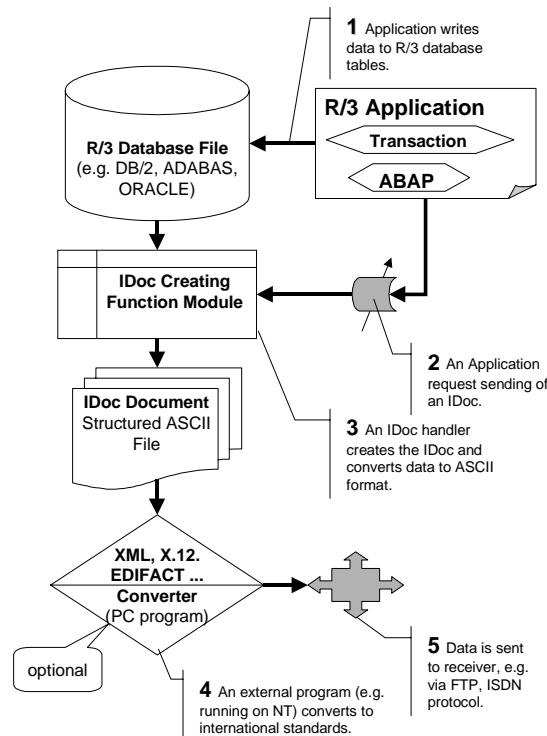 1 Application writes
data to R/3 database
tables.
R/3 Application
Transaction
ABAP
R/3 Database File
(e.g. DB/2, ADABAS,
ORACLE)
IDoc Creating
Function Module
2 An Application
request sending of
an IDoc.
IDoc Document
Structured ASCII
File
3 An IDoc handler
creates the IDoc and
converts data to ASCII
format.
XML, X.12.
EDIFACT ...
Converter
(PC program)
optional
4 An external program (e.g.
running on NT) converts to
international standards.
5 Data is sent
to receiver, e.g.
via FTP, ISDN
protocol.